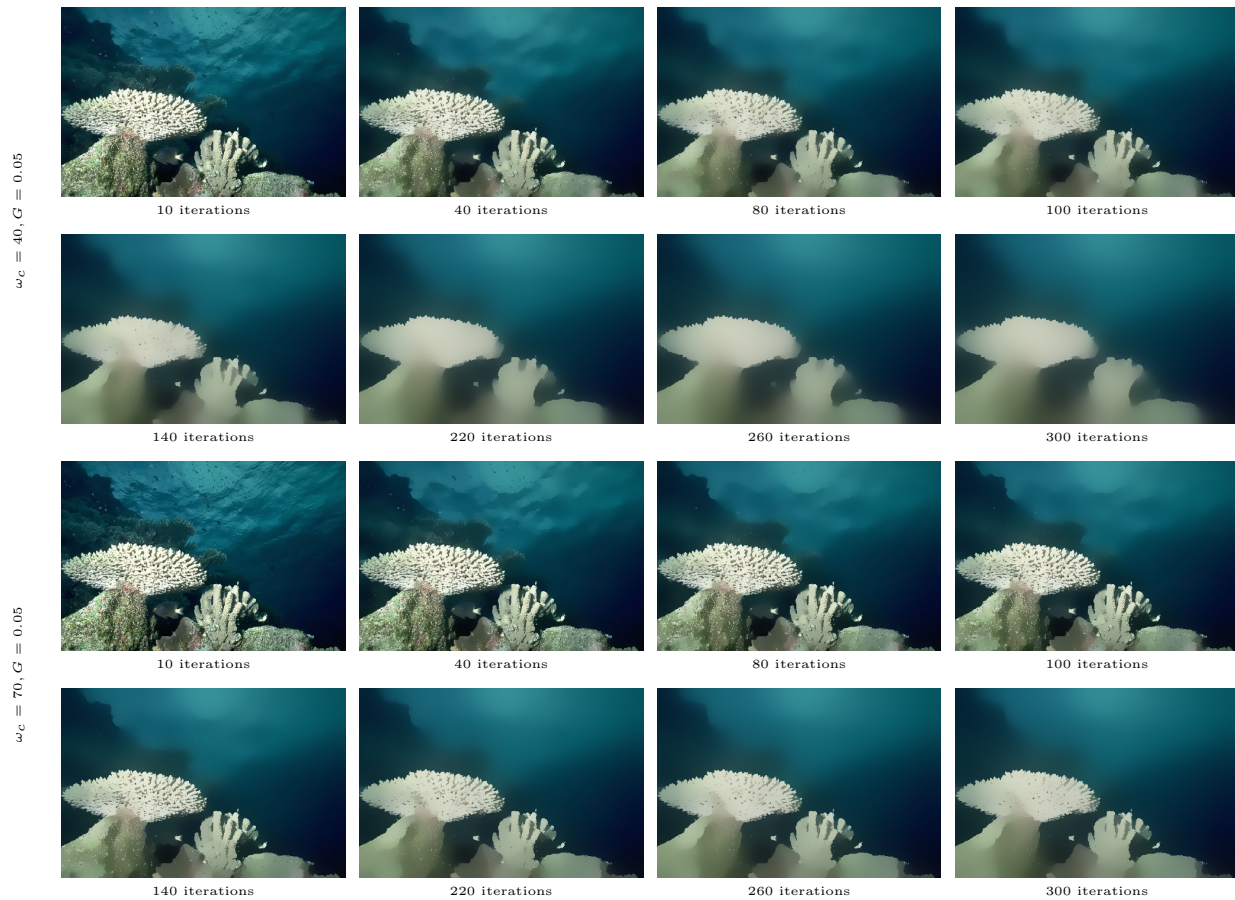 ω_c = 40, G = 0.05
10 iterations
40 iterations
80 iterations
100 iterations
140 iterations
220 iterations
260 iterations
300 iterations
ω_c = 70, G = 0.05
10 iterations
40 iterations
80 iterations
100 iterations
140 iterations
220 iterations
260 iterations
300 iterations